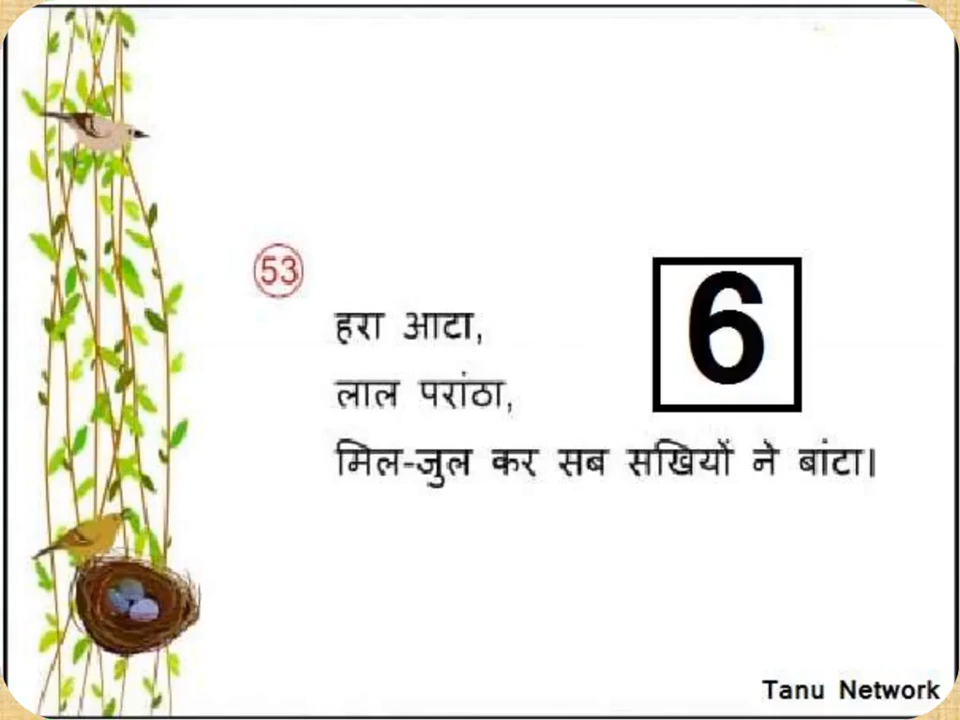 53
6
हरा आटा,
लाल परांठा,
मिल-जुल कर सब सखियों ने बांटा।
Tanu Network